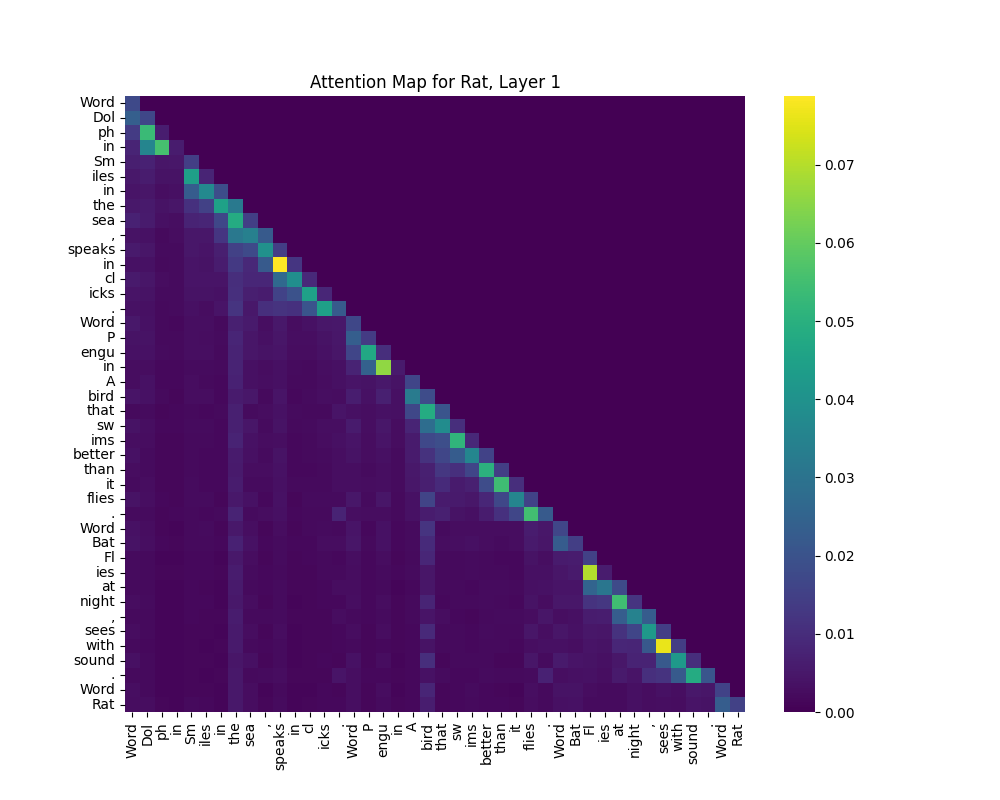 Attention Map for Rat, Layer 1
Word
Dol
ph
in
Sm
iles
in
the
sea
,
speaks
in
cl
icks
.
Word
P
engu
in
A
bird
that
sw
ims
better
than
it
flies
.
Word
Bat
Fl
ies
at
night
,
sees
with
sound
.
Word
Rat
0.07
0.06
0.05
0.04
0.03
0.02
0.01
0.00
Word
Dol
ph
in
Sm
iles
in
the
sea
,
speaks
in
cl
icks
.
Word
P
engu
in
A
bird
that
sw
ims
better
than
it
flies
.
Word
Bat
Fl
ies
at
night
,
sees
with
sound
.
Word
Rat